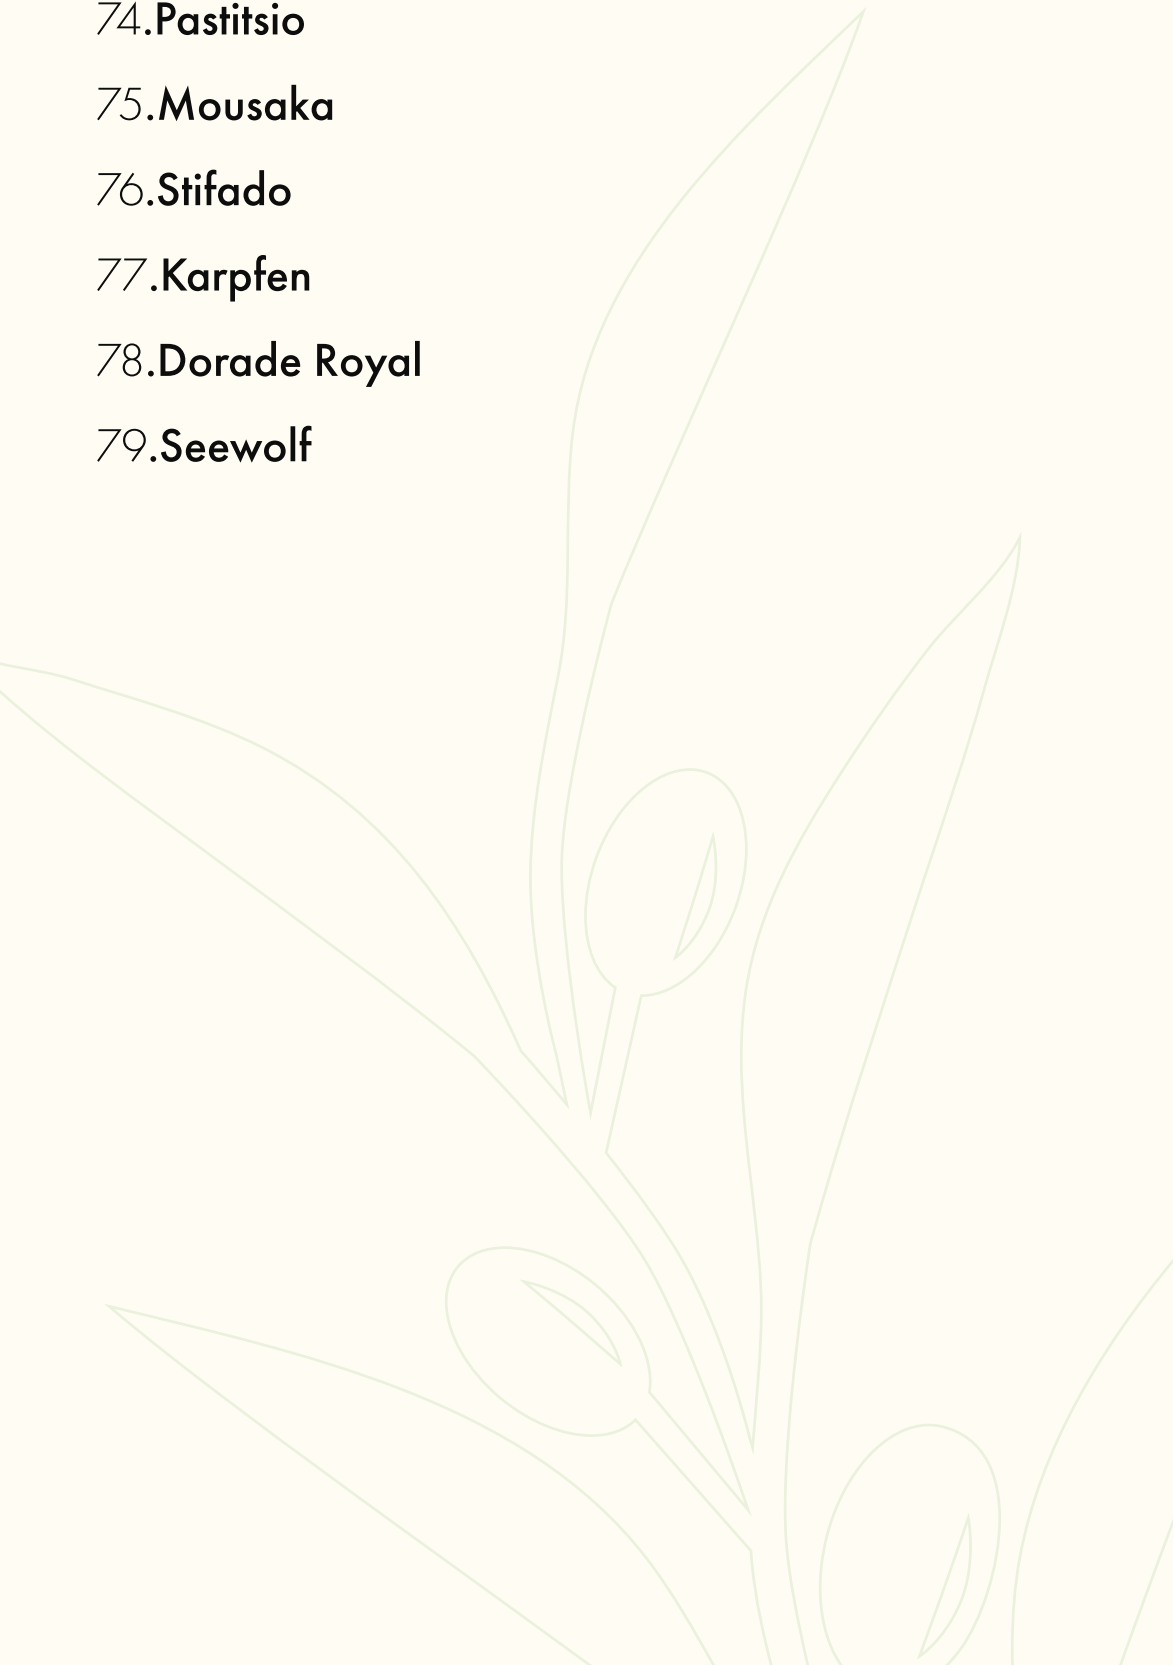 74.Pastitsio
75.Mousaka
76.Stifado
77.Karpfen
78.Dorade Royal
79.Seewolf